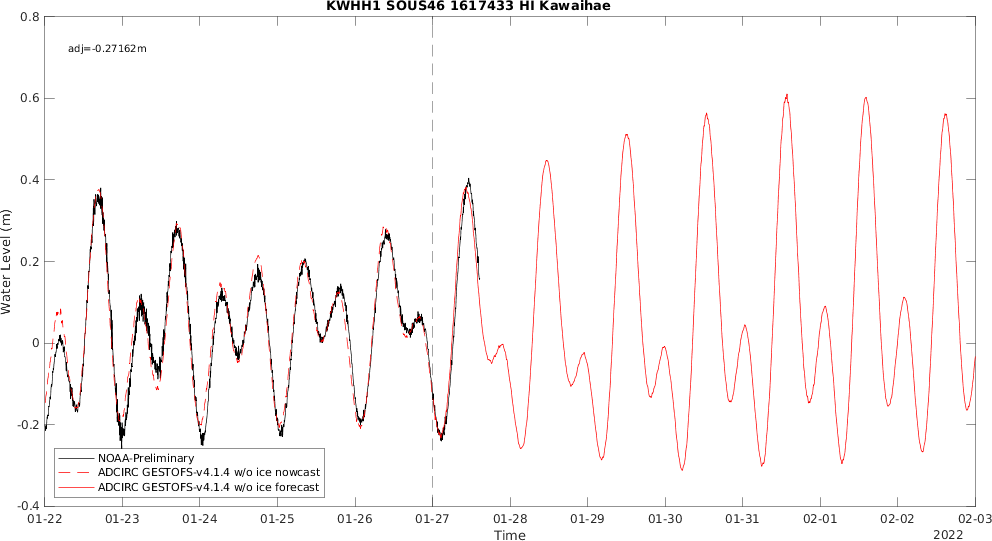 KWHH1 SOUS46 1617433 HI Kawaihae
adj=-0.27162m
Water Level (m)
0.8
0.6
0.4
0.2
0
-0.2
-0.4
NOAA-Preliminary
ADCIRC GESTOFS-v4.1.4 w/o ice nowcast
ADCIRC GESTOFS-v4.1.4 w/o ice forecast
01-22 01-23 01-24 01-25 01-26 01-27 01-28 01-29 01-30 01-31 02-01 02-02 02-03
Time
2022